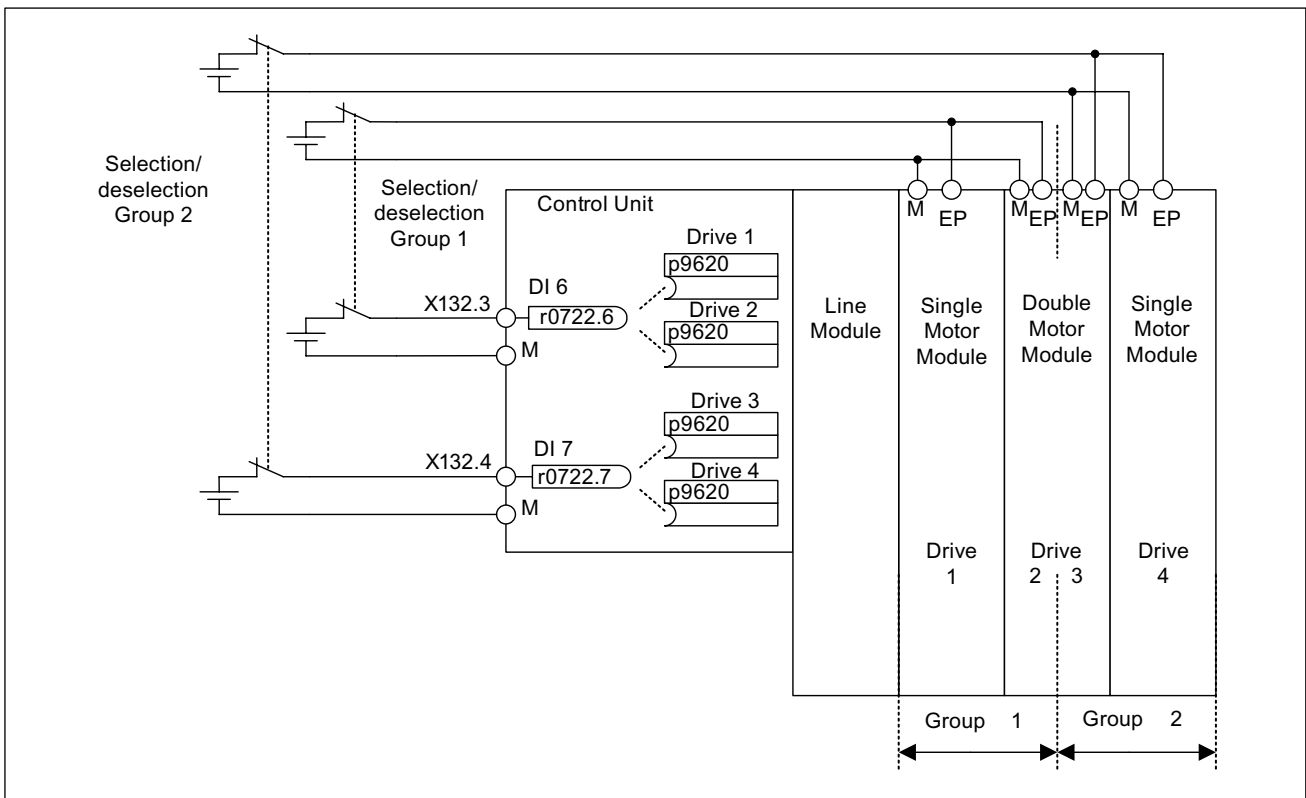 Selection/
deselection
Group 2
Selection/
deselection
Group 1
Control Unit
Drive 1
p9620
DI 6
X132.3
r0722.6
Drive 2
p9620
M
Drive 3
p9620
DI 7
X132.4
r0722.7
Drive 4
p9620
M
Line
Module
M
EP
M
EP
M
EP
M
EP
Single
Motor
Module
Double
Motor
Module
Single
Motor
Module
Drive
1
Drive
2 3
Drive
4
Group 1
Group 2